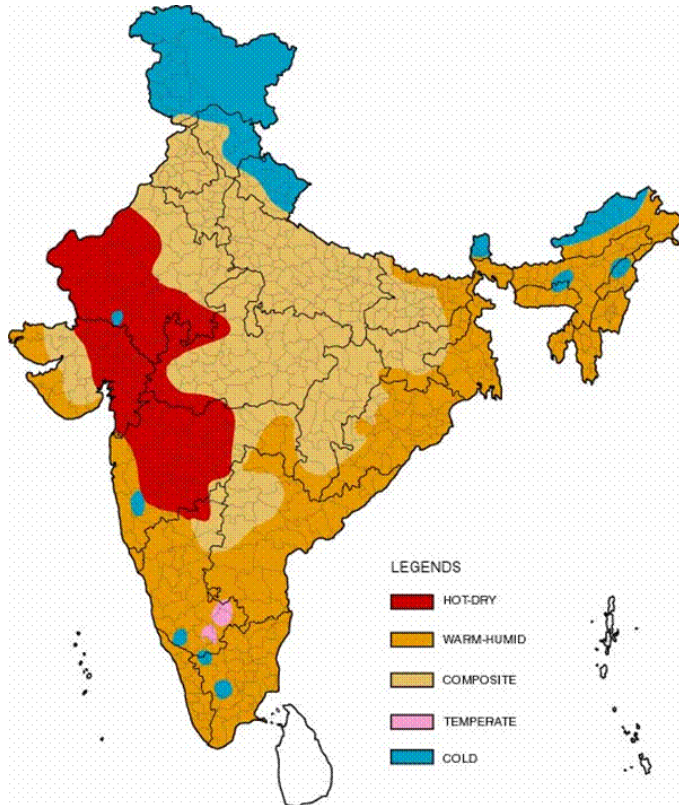 LEGENDS
HOT-DRY
WARM-HUMID
COMPOSITE
TEMPERATE
COLD